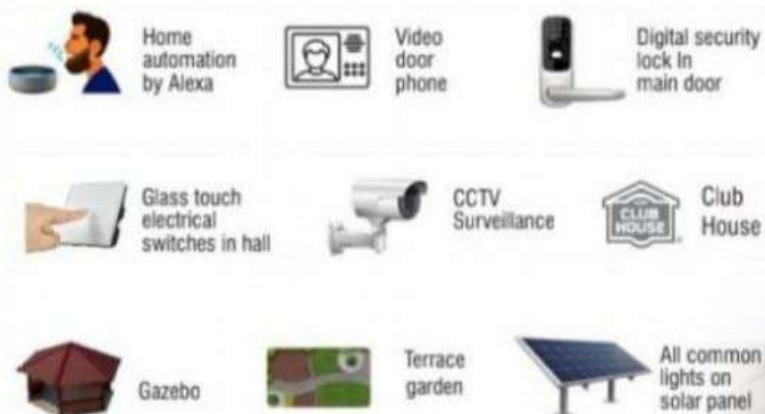 Home
automation
by Alexa
Video
door
phone
Digital security
lock In
main door
Glass touch
electrical
switches in hall
CCTV
Surveillance
CLUB
HOUSE
Club
House
Gazebo
Terrace
garden
All common
lights on
solar panel